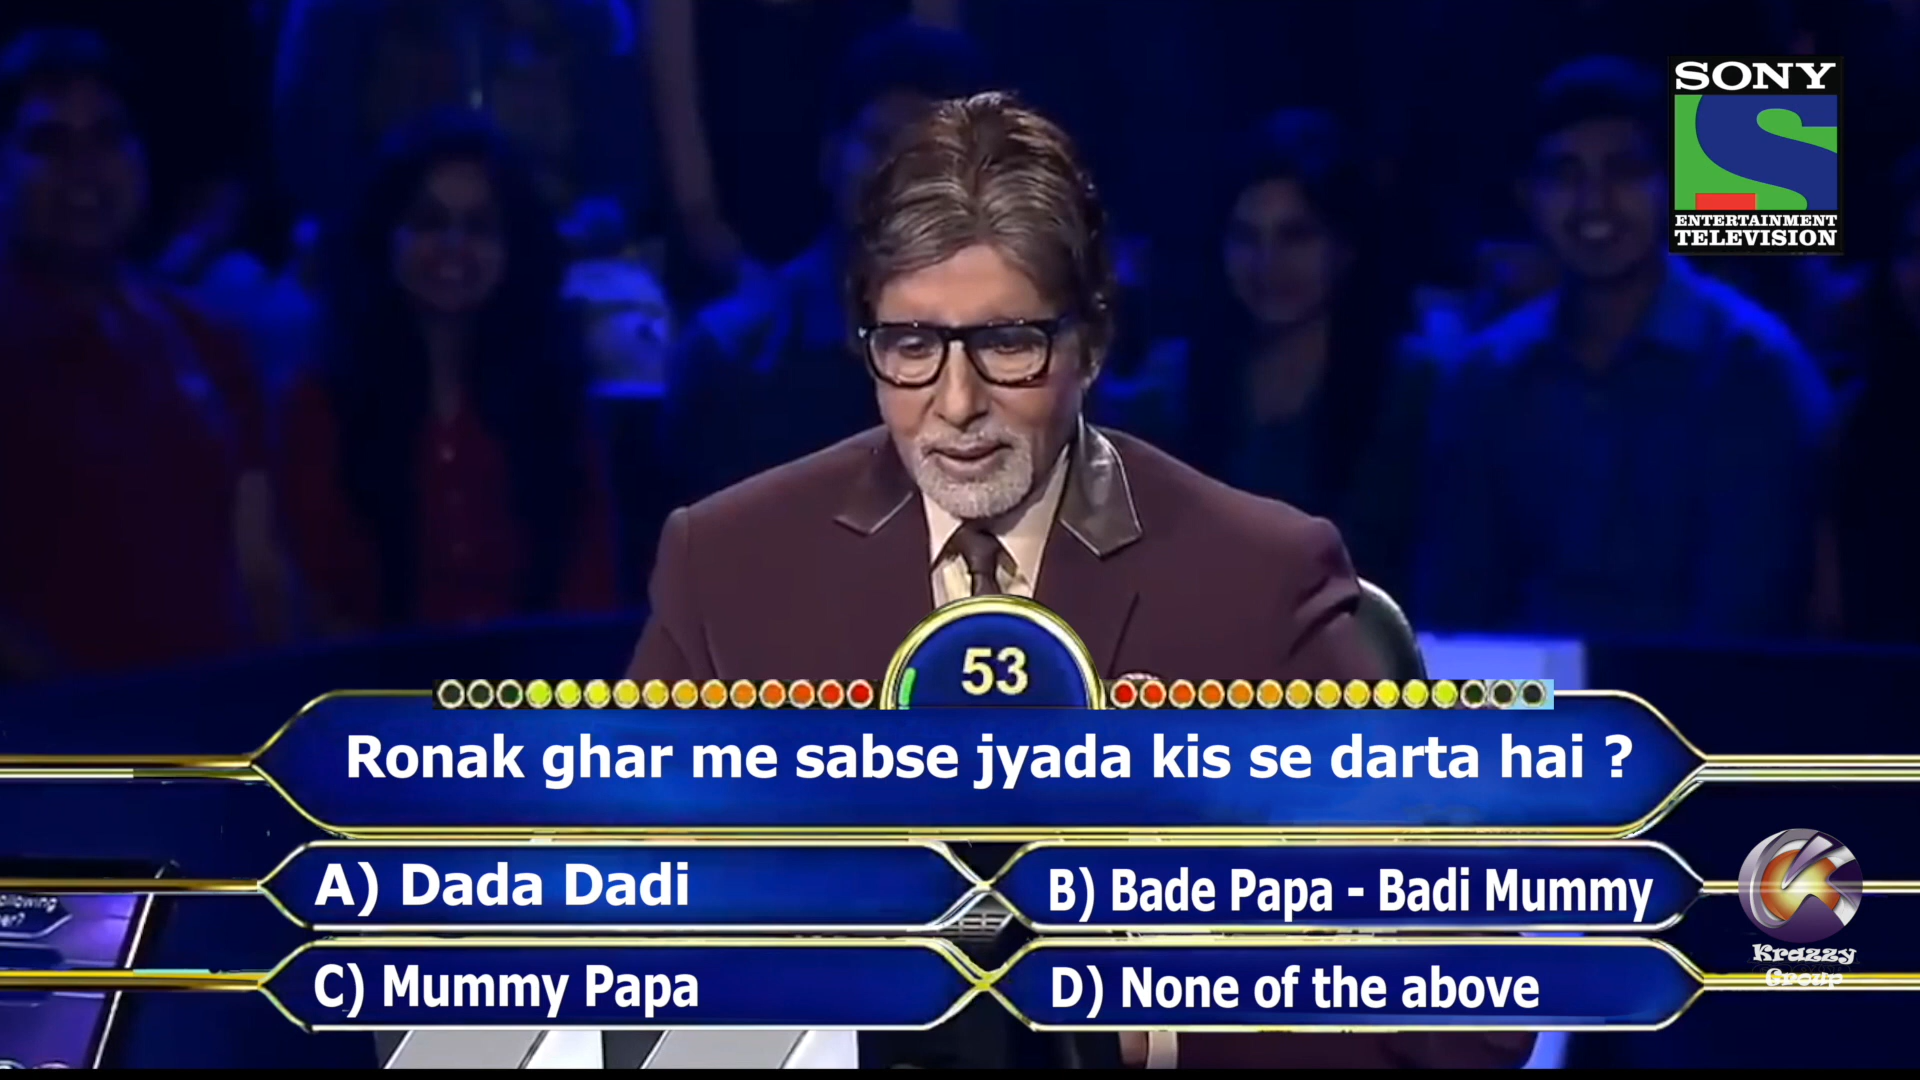 SONY
ENTERTAINMENT
TELEVISION
53
Ronak ghar me sabse jyada kis se darta hai ?
A) Dada Dadi
B) Bade Papa - Badi Mummy
C) Mummy Papa
D) None of the above
Krazzy
Group